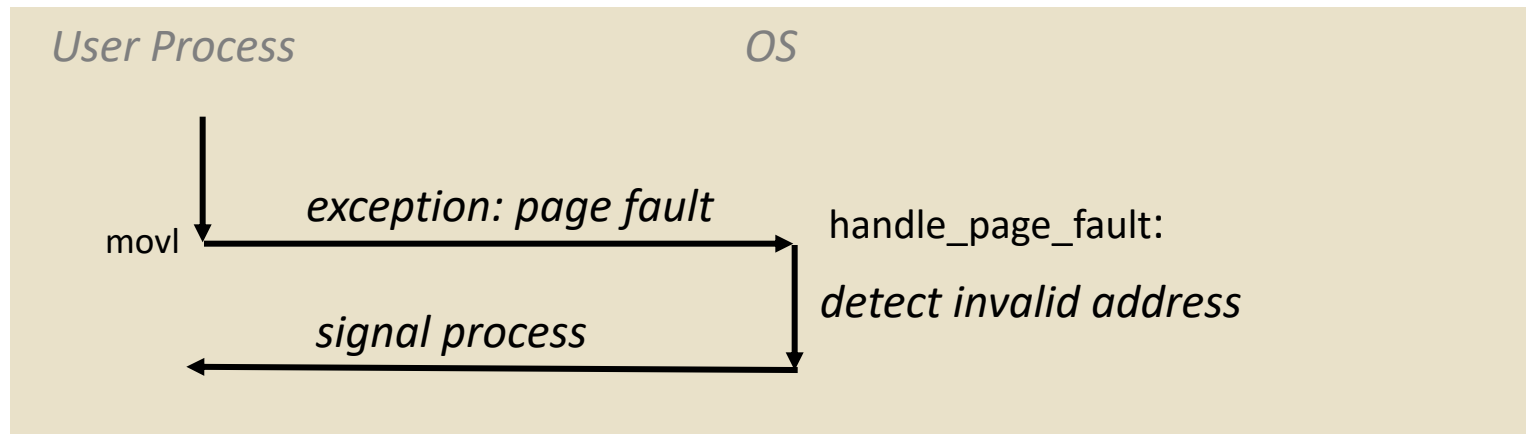 User Process OS
exception: page fault
handle_page_fault:
movl
detect invalid address
signal process